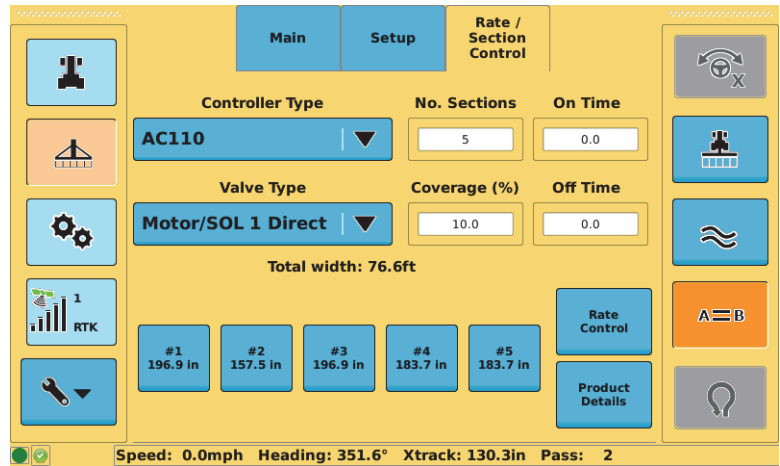 Main
Setup
Rate /
Section
Control
X
Controller Type
No. Sections
On Time
AC110
5
0.0
Valve Type
Coverage (%)
Off Time
Motor/SOL 1 Direct
10.0
0.0
Total width: 76.6ft
1
RTK
A=B
Rate
Control
#1
196.9 in
#2
157.5 in
#3
196.9 in
#4
183.7 in
#5
183.7 in
Product
Details
Speed: 0.0mph Heading: 351.6° Xtrack: 130.3in Pass: 2